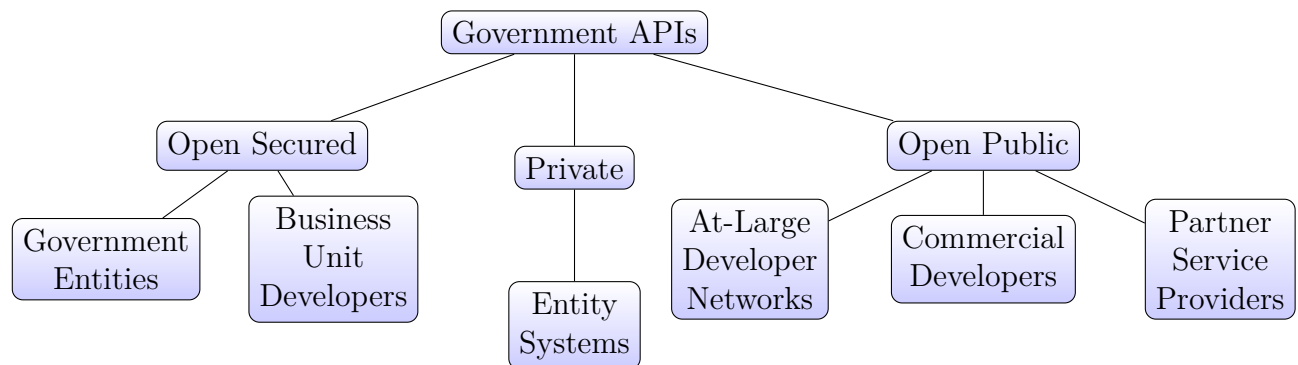 Government APIs
Open Secured
Private
Open Public
Government
Entities
Business
Unit
Developers
Entity
Systems
At-Large
Developer
Networks
Commercial
Developers
Partner
Service
Providers